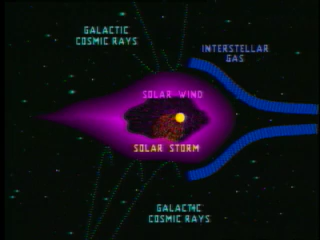 GALACTIC
COSMIC RAYS
INTERSTELLAR
GAS
SOLAR WIND
SOLAR STORM
GALACTIC
COSMIC RAYS